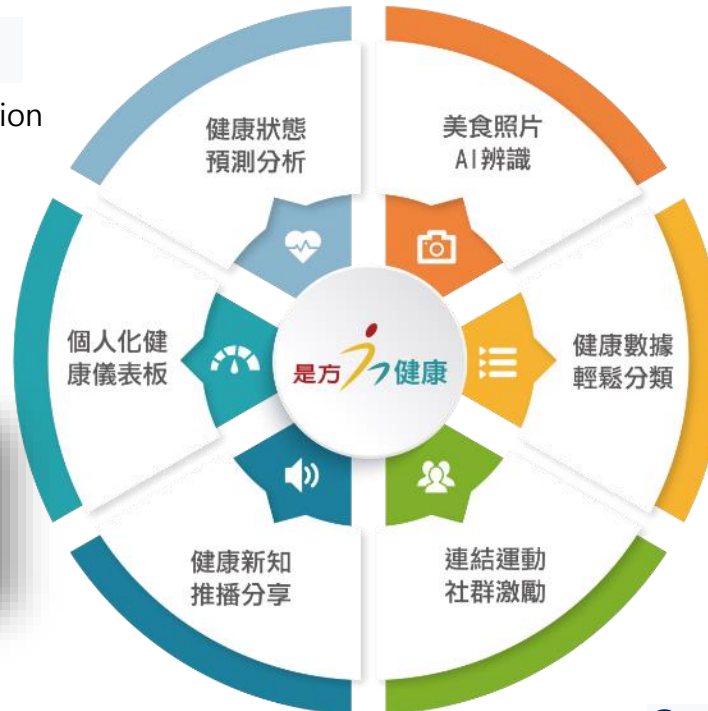 ion
健康狀態
預測分析
美食照片
AI辨識
個人化健
康儀表板
是方
健康
健康數據
輕鬆分類
健康新知
推播分享
連結運動
社群激勵